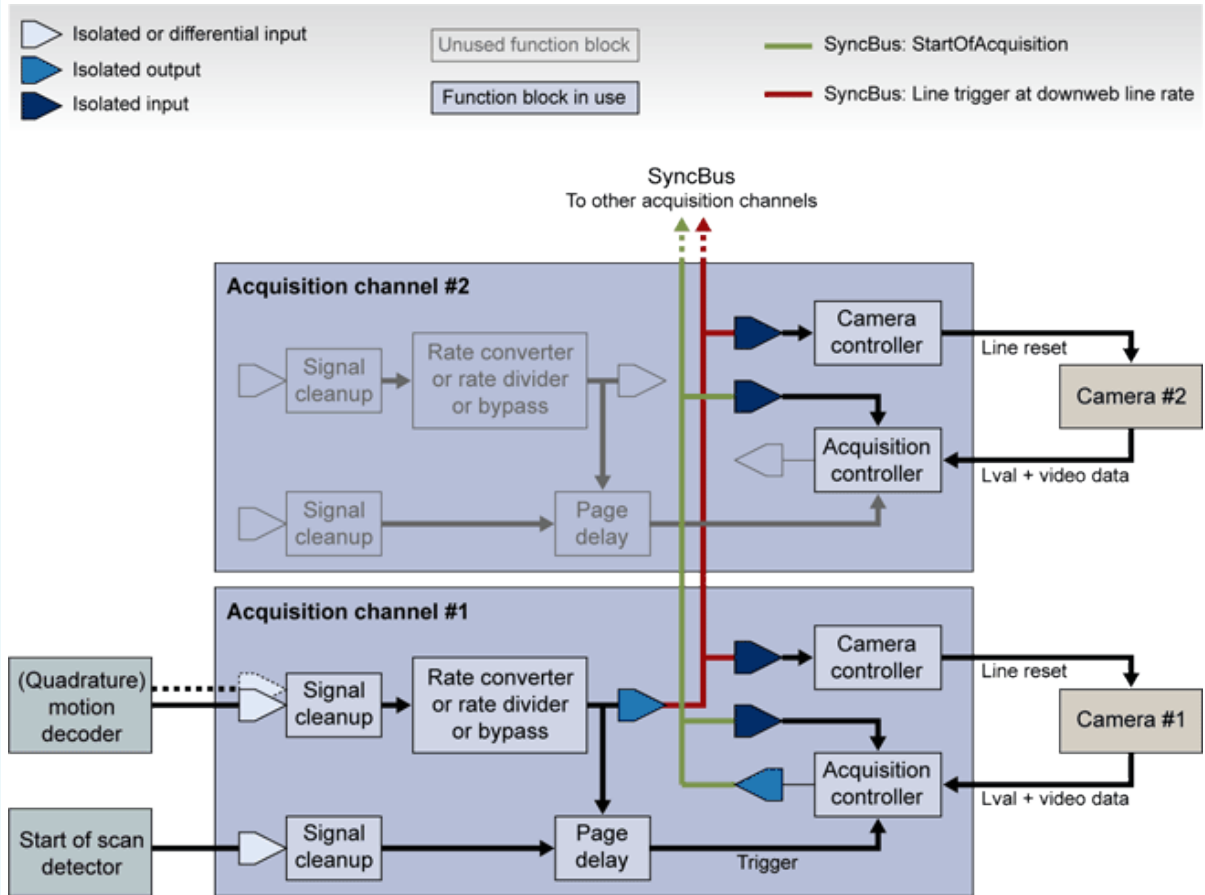 Isolated or differential input
Isolated output
Isolated input
Unused function block
Function block in use
SyncBus: StartOfAcquisition
SyncBus: Line trigger at downweb line rate
SyncBus
To other acquisition channels
Acquisition channel #2
Signal
cleanup
Rate converter
or rate divider
or bypass
Camera
controller
Line reset
Camera #2
Acquisition
controller
Lval + video data
Signal
cleanup
Page
delay
Acquisition channel #1
(Quadrature)
motion
decoder
Signal
cleanup
Rate converter
or rate divider
or bypass
Camera
controller
Line reset
Camera #1
Acquisition
controller
Lval + video data
Start of scan
detector
Signal
cleanup
Page
delay
Trigger